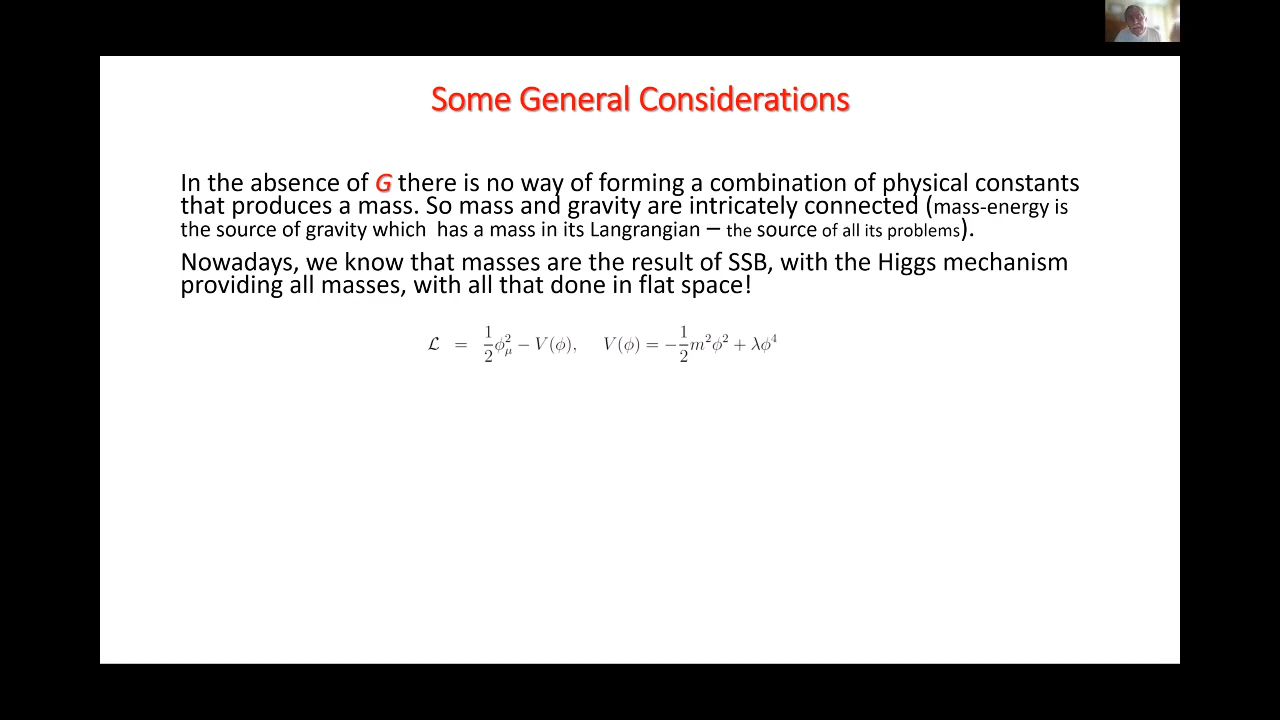 Some General Considerations
In the absence of G there is no way of forming a combination of physical constants
that produces a mass. So mass and gravity are intricately connected (mass-energy is
the source of gravity which has a mass in its Langrangian – the source of all its problems).
Nowadays, we know that masses are the result of SSB, with the Higgs mechanism
providing all masses, with all that done in flat space!
ℒ = \frac{1}{2}ϕ_μ^2 − V(ϕ), V(ϕ) = −\frac{1}{2}m^2ϕ^2 + λϕ^4